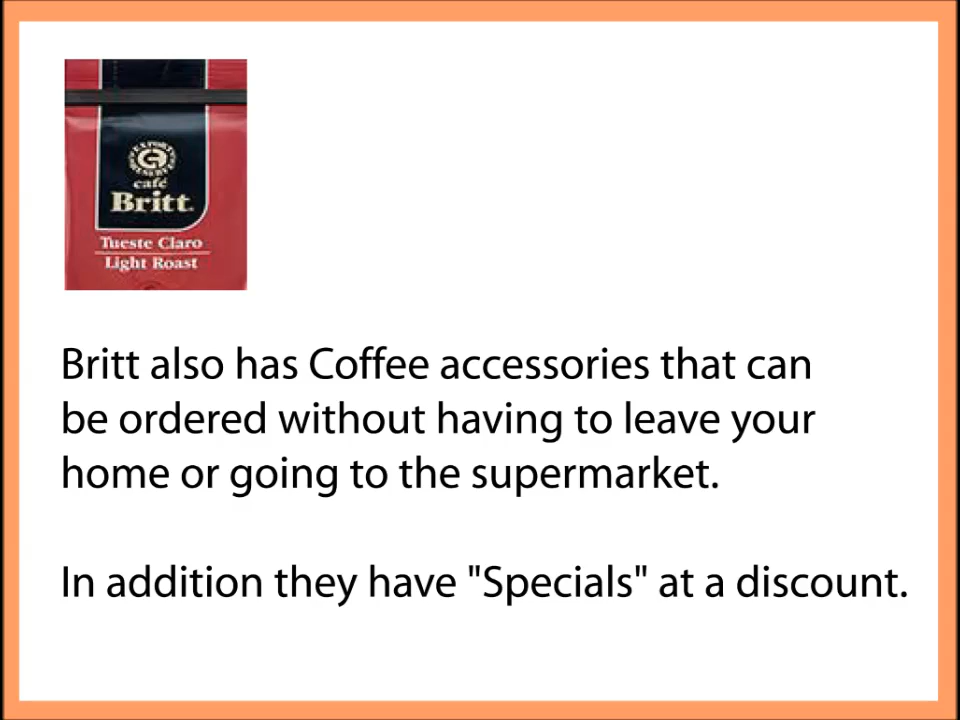 café
Britt
Tueste Claro
Light Roast
Britt also has Coffee accessories that can
be ordered without having to leave your
home or going to the supermarket.
In addition they have "Specials" at a discount.